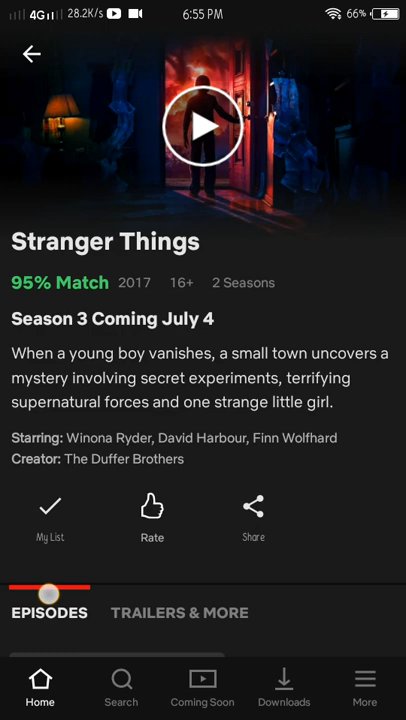 4G 28.2K/s 6:55 PM 66%
Stranger Things
95% Match 2017 16+ 2 Seasons
Season 3 Coming July 4
When a young boy vanishes, a small town uncovers a
mystery involving secret experiments, terrifying
supernatural forces and one strange little girl.
Starring: Winona Ryder, David Harbour, Finn Wolfhard
Creator: The Duffer Brothers
My List Rate Share
EPISODES TRAILERS & MORE
Home Search Coming Soon Downloads More